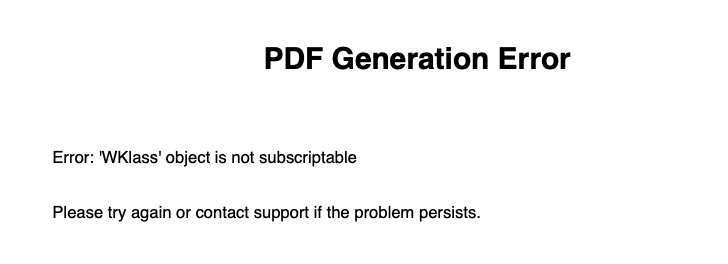 PDF Generation Error
Error: 'WKlass' object is not subscriptable
Please try again or contact support if the problem persists.